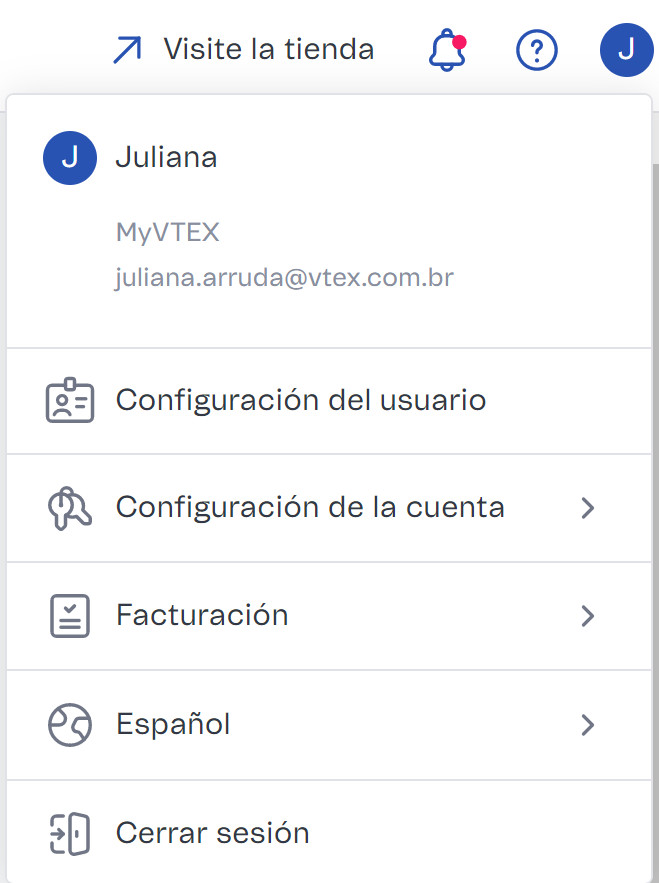 Visite la tienda
?
J
J
Juliana
MyVTEX
juliana.arruda@vtex.com.br
Configuración del usuario
Configuración de la cuenta
Facturación
Español
Cerrar sesión